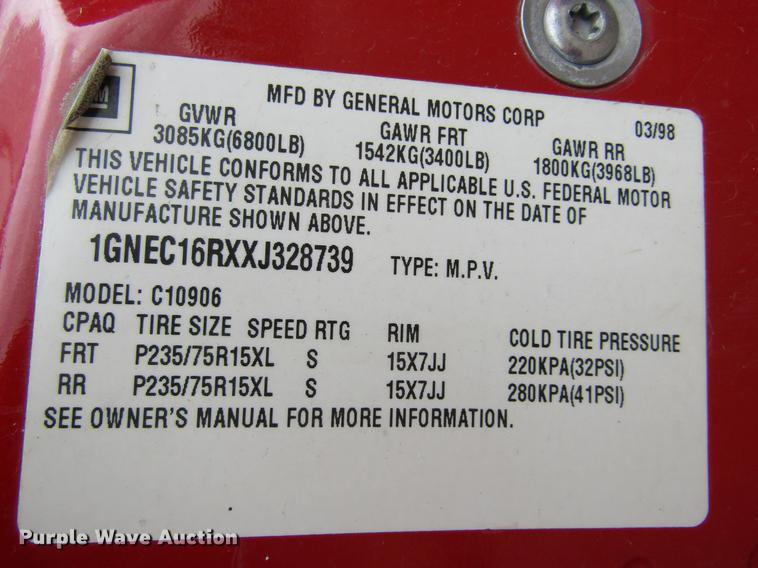 GM
MFD BY GENERAL MOTORS CORP 03/98
GVWR GAWR FRT GAWR RR
3085KG(6800LB) 1542KG(3400LB) 1800KG(3968LB)
THIS VEHICLE CONFORMS TO ALL APPLICABLE U.S. FEDERAL MOTOR
VEHICLE SAFETY STANDARDS IN EFFECT ON THE DATE OF
MANUFACTURE SHOWN ABOVE.
1GNEC16RXXJ328739 TYPE: M.P.V.
MODEL: C10906
CPAQ TIRE SIZE SPEED RTG RIM COLD TIRE PRESSURE
FRT P235/75R15XL S 15X7JJ 220KPA(32PSI)
RR P235/75R15XL S 15X7JJ 280KPA(41PSI)
SEE OWNER'S MANUAL FOR MORE INFORMATION.
Purple Wave Auction